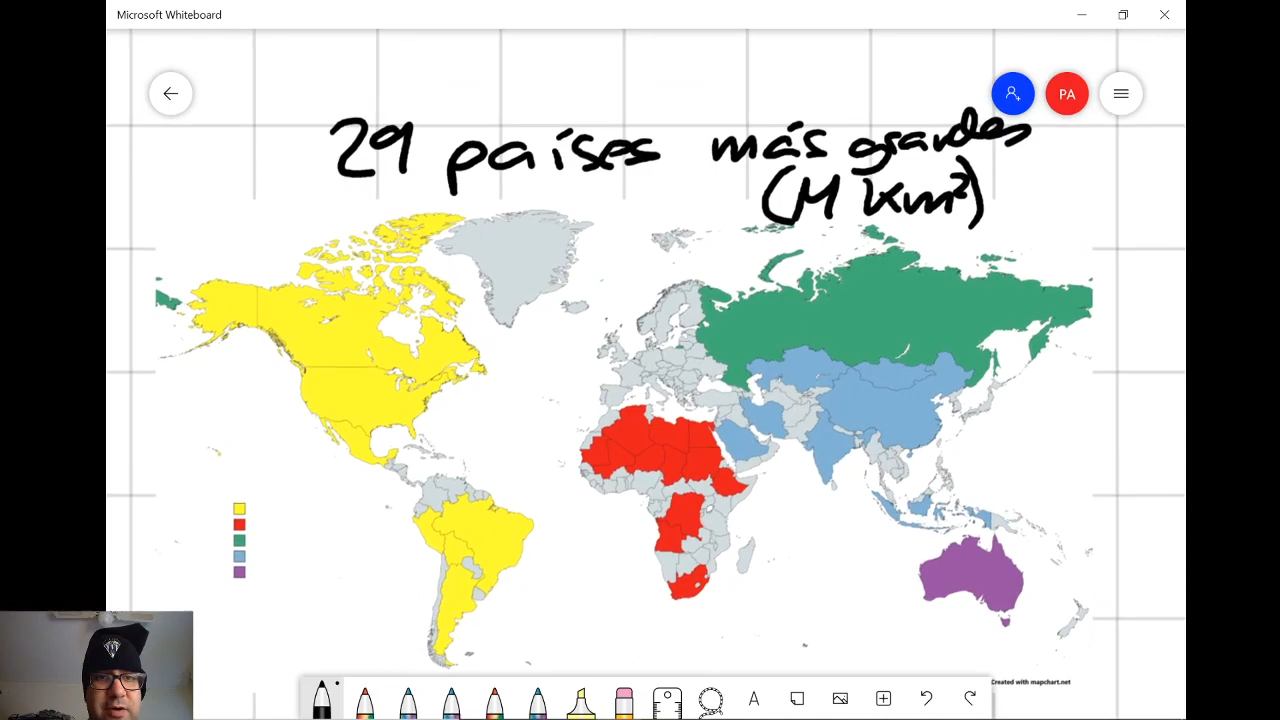 Microsoft Whiteboard
PA
29 países más grandes
(M km²)
A
Created with mapchart.net